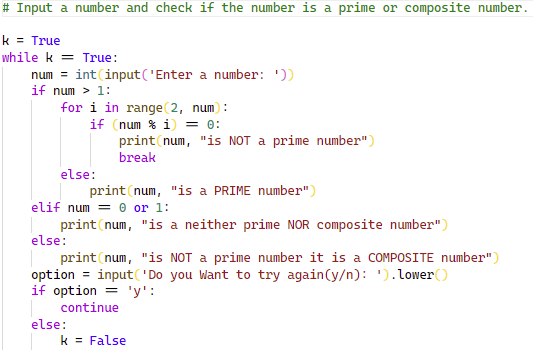 # Input a number and check if the number is a prime or composite number.

k = True
while k == True:
    num = int(input('Enter a number: '))
    if num > 1:
        for i in range(2, num):
            if (num % i) == 0:
                print(num, "is NOT a prime number")
                break
        else:
            print(num, "is a PRIME number")
    elif num == 0 or 1:
        print(num, "is a neither prime NOR composite number")
    else:
        print(num, "is NOT a prime number it is a COMPOSITE number")
    option = input('Do you Want to try again(y/n): ').lower()
    if option == 'y':
        continue
    else:
        k = False